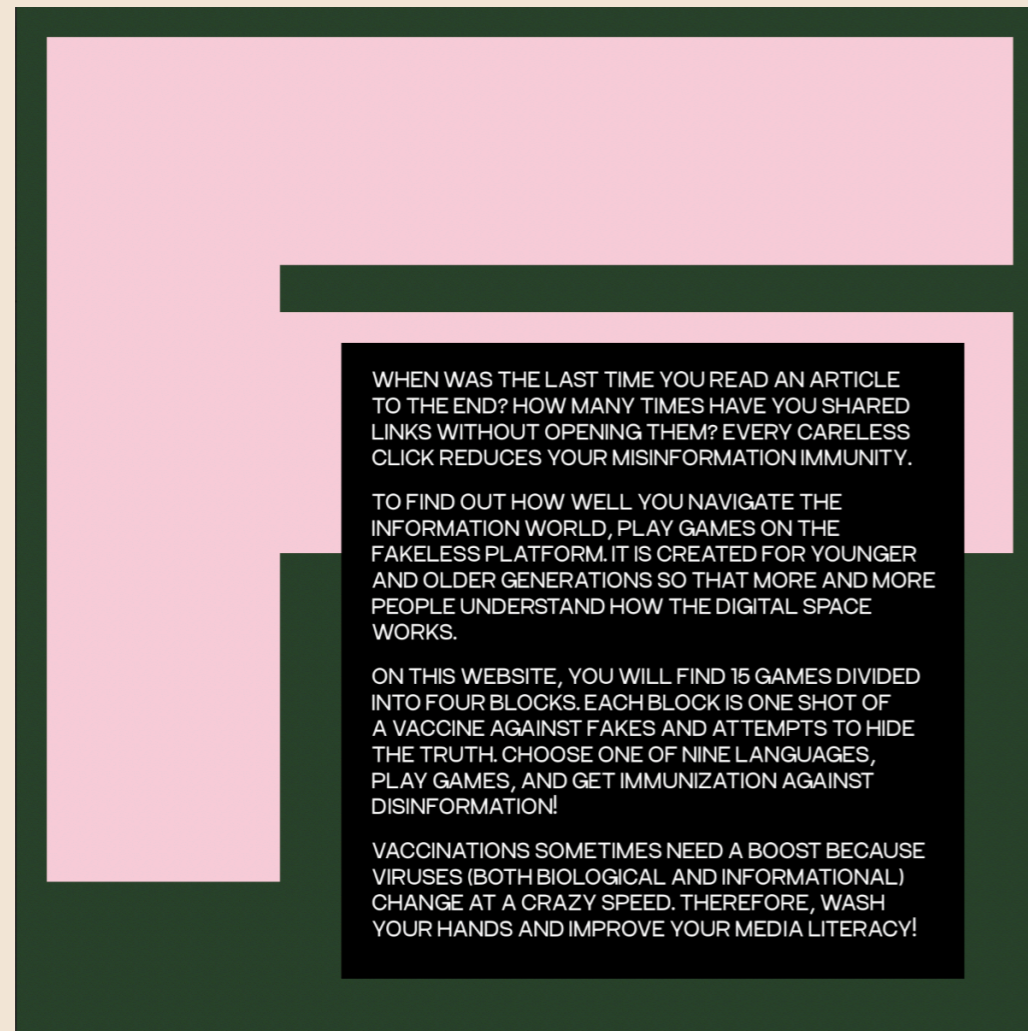 WHEN WAS THE LAST TIME YOU READ AN ARTICLE
TO THE END? HOW MANY TIMES HAVE YOU SHARED
LINKS WITHOUT OPENING THEM? EVERY CARELESS
CLICK REDUCES YOUR MISINFORMATION IMMUNITY.
TO FIND OUT HOW WELL YOU NAVIGATE THE
INFORMATION WORLD, PLAY GAMES ON THE
FAKELESS PLATFORM. IT IS CREATED FOR YOUNGER
AND OLDER GENERATIONS SO THAT MORE AND MORE
PEOPLE UNDERSTAND HOW THE DIGITAL SPACE
WORKS.
ON THIS WEBSITE, YOU WILL FIND 15 GAMES DIVIDED
INTO FOUR BLOCKS. EACH BLOCK IS ONE SHOT OF
A VACCINE AGAINST FAKES AND ATTEMPTS TO HIDE
THE TRUTH. CHOOSE ONE OF NINE LANGUAGES,
PLAY GAMES, AND GET IMMUNIZATION AGAINST
DISINFORMATION!
VACCINATIONS SOMETIMES NEED A BOOST BECAUSE
VIRUSES (BOTH BIOLOGICAL AND INFORMATIONAL)
CHANGE AT A CRAZY SPEED. THEREFORE, WASH
YOUR HANDS AND IMPROVE YOUR MEDIA LITERACY!